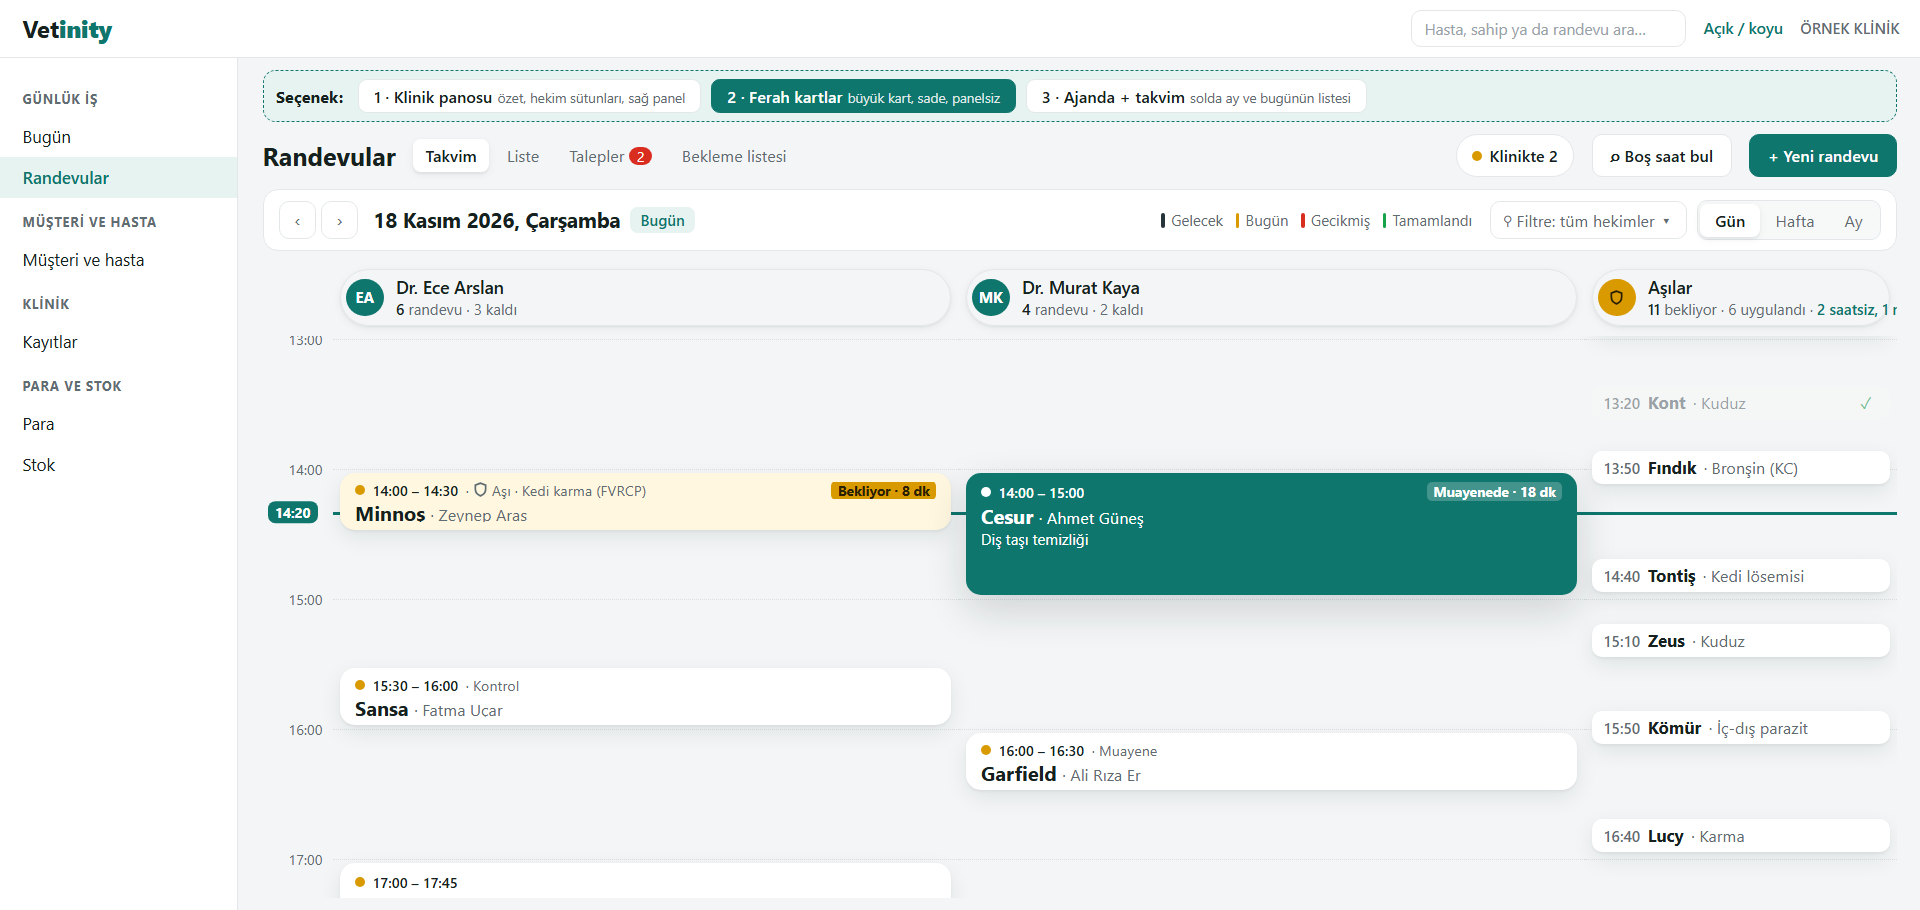 Vetinity
Hasta, sahip ya da randevu ara...
Açık / koyu
ÖRNEK KLİNİK
GÜNLÜK İŞ
Bugün
Randevular
MÜŞTERİ VE HASTA
Müşteri ve hasta
KLİNİK
Kayıtlar
PARA VE STOK
Para
Stok
Seçenek:
1 · Klinik panosu özet, hekim sütunları, sağ panel
2 · Ferah kartlar büyük kart, sade, panelsiz
3 · Ajanda + takvim solda ay ve bugünün listesi
Randevular
Takvim
Liste
Talepler 2
Bekleme listesi
Klinikte 2
Boş saat bul
+ Yeni randevu
‹
›
18 Kasım 2026, Çarşamba
Bugün
Gelecek
Bugün
Gecikmiş
Tamamlandı
Filtre: tüm hekimler
Gün
Hafta
Ay
EA
Dr. Ece Arslan
6 randevu · 3 kaldı
MK
Dr. Murat Kaya
4 randevu · 2 kaldı
Aşılar
11 bekliyor · 6 uygulandı · 2 saatsiz, 1
13:00
13:20 Kont · Kuduz ✓
14:00
13:50 Fındık · Bronşin (KC)
14:00 – 14:30 · Aşı · Kedi karma (FVRCP)
Bekliyor · 8 dk
Minnoş · Zeynep Aras
14:00 – 15:00
Muayenede · 18 dk
Cesur · Ahmet Güneş
Diş taşı temizliği
14:20
14:40 Tontiş · Kedi lösemisi
15:00
15:10 Zeus · Kuduz
15:30 – 16:00 · Kontrol
Sansa · Fatma Uçar
16:00
15:50 Kömür · İç-dış parazit
16:00 – 16:30 · Muayene
Garfield · Ali Rıza Er
16:40 Lucy · Karma
17:00
17:00 – 17:45